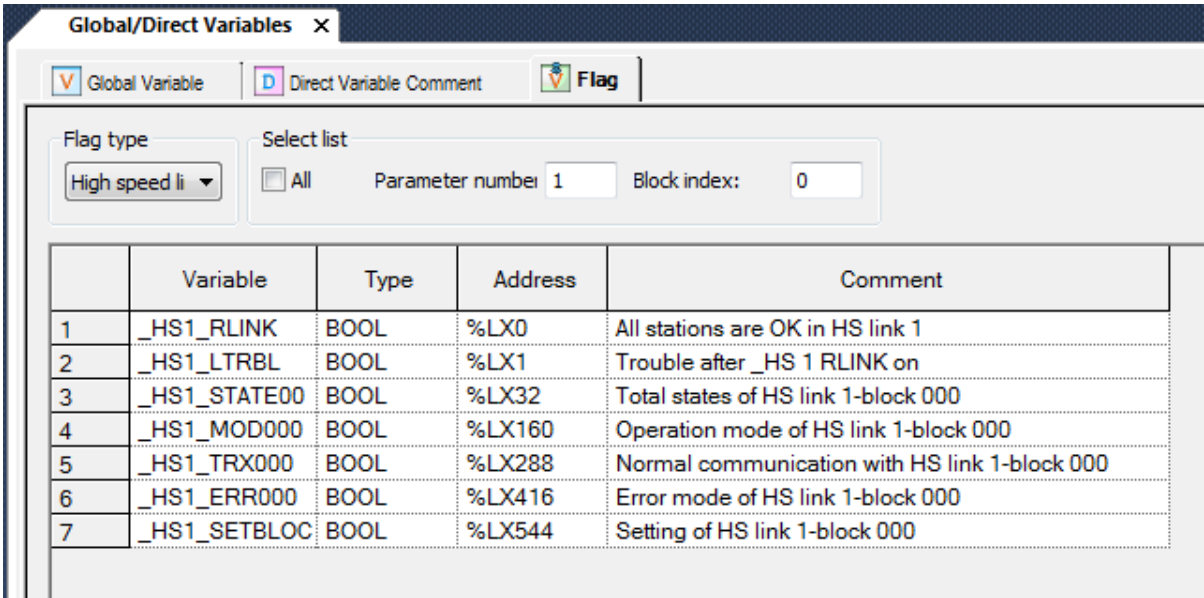 Global/Direct Variables X
V Global Variable D Direct Variable Comment V Flag
Flag type Select list
High speed li All Parameter number 1 Block index: 0
Variable Type Address Comment
1 _HS1_RLINK BOOL %LX0 All stations are OK in HS link 1
2 _HS1_LTRBL BOOL %LX1 Trouble after _HS 1 RLINK on
3 _HS1_STATE00 BOOL %LX32 Total states of HS link 1-block 000
4 _HS1_MOD000 BOOL %LX160 Operation mode of HS link 1-block 000
5 _HS1_TRX000 BOOL %LX288 Normal communication with HS link 1-block 000
6 _HS1_ERR000 BOOL %LX416 Error mode of HS link 1-block 000
7 _HS1_SETBLOC BOOL %LX544 Setting of HS link 1-block 000